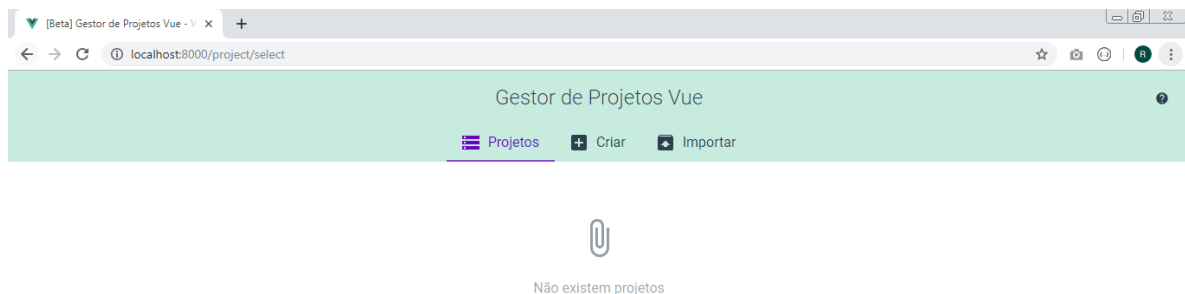 [Beta] Gestor de Projetos Vue - V
localhost:8000/project/select
R
Gestor de Projetos Vue
Projetos Criar Importar
Não existem projetos